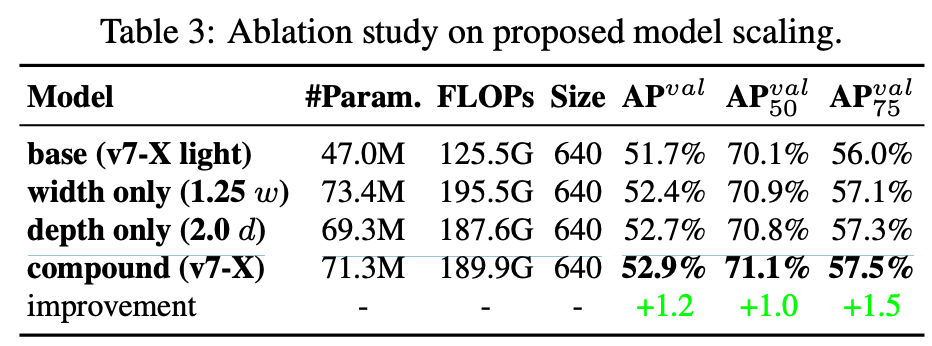 Table 3: Ablation study on proposed model scaling.
Model #Param. FLOPs Size AP^val AP_50^val AP_75^val
base (v7-X light) 47.0M 125.5G 640 51.7% 70.1% 56.0%
width only (1.25 w) 73.4M 195.5G 640 52.4% 70.9% 57.1%
depth only (2.0 d) 69.3M 187.6G 640 52.7% 70.8% 57.3%
compound (v7-X) 71.3M 189.9G 640 52.9% 71.1% 57.5%
improvement - - - +1.2 +1.0 +1.5